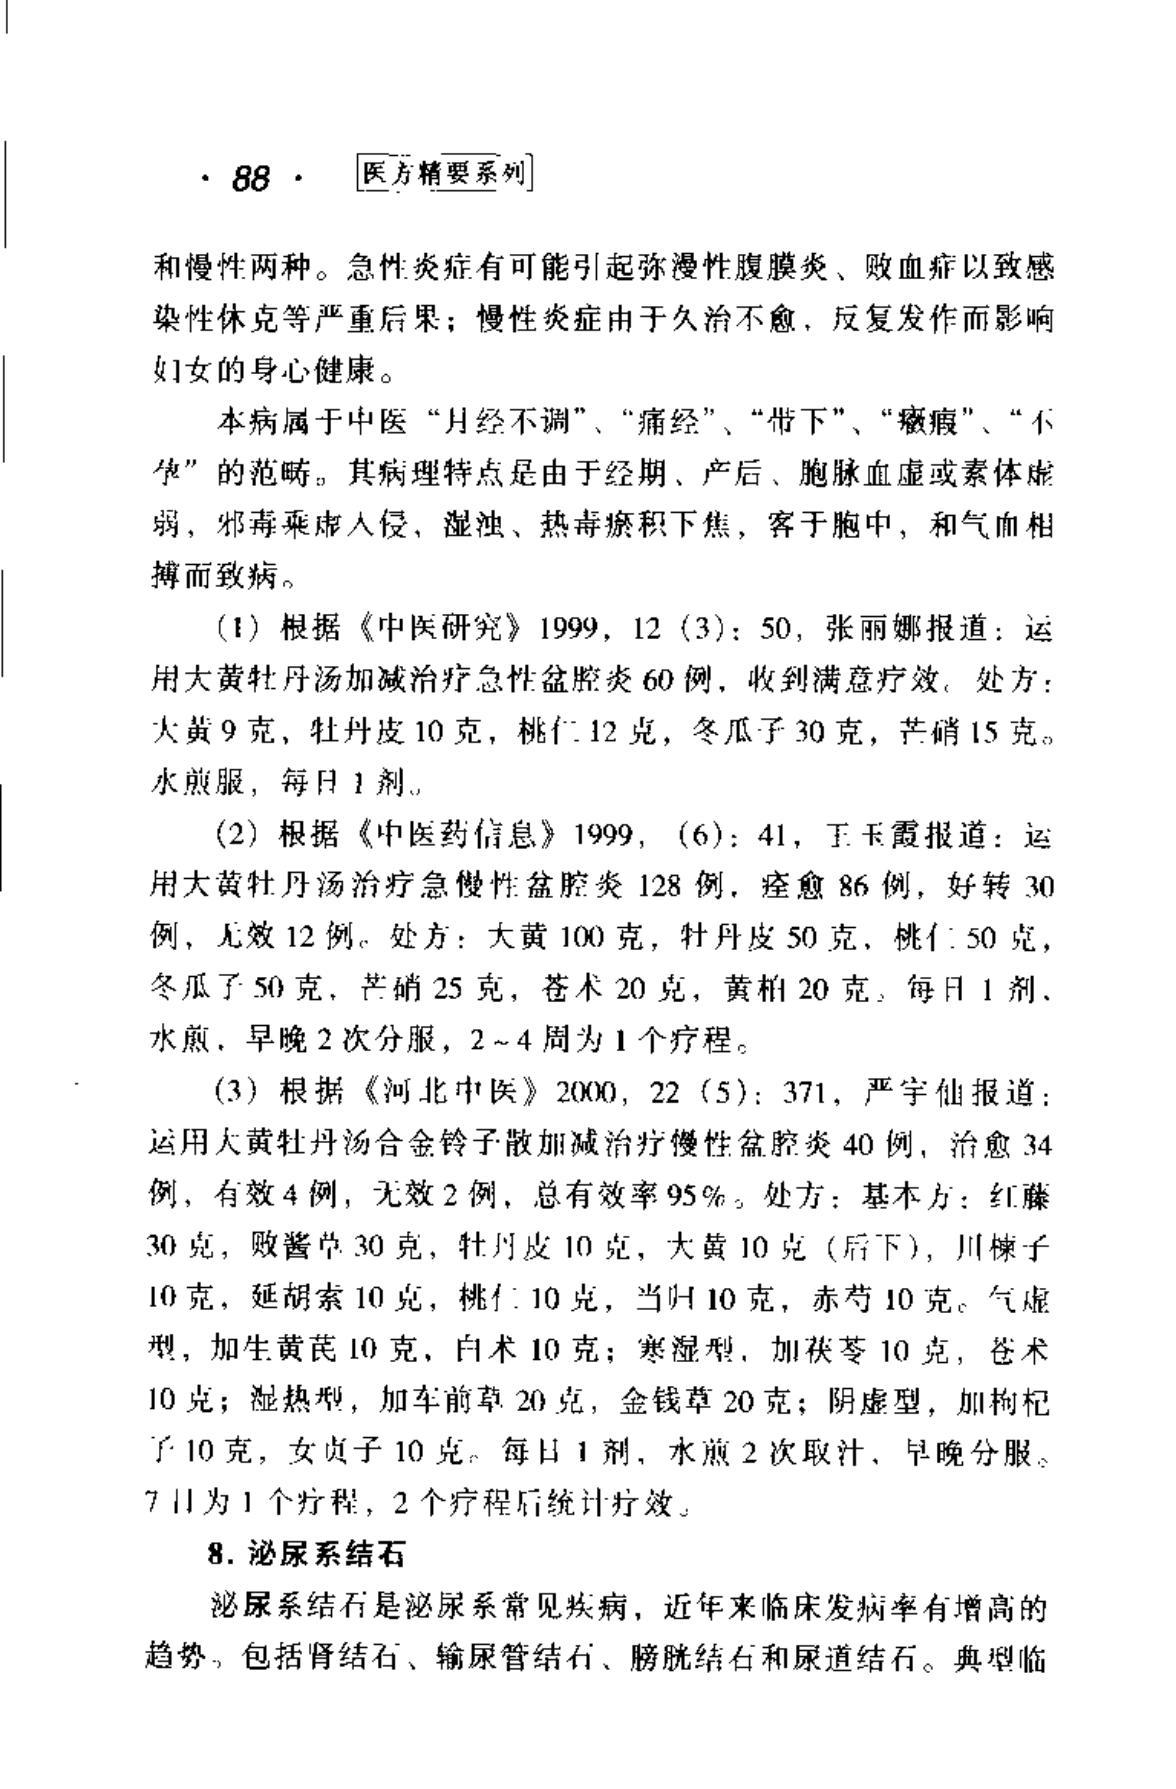 · 88 · 医方精要系列
和慢性两种。急性炎症有可能引起弥漫性腹膜炎、败血症以致感
染性休克等严重后果；慢性炎症由于久治不愈，反复发作而影响
妇女的身心健康。
本病属于中医“月经不调”、“痛经”、“带下”、“癥瘕”、“不
孕”的范畴。其病理特点是由于经期、产后、胞脉血虚或素体虚
弱，邪毒乘虚入侵，湿浊、热毒瘀积下焦，客于胞中，和气血相
搏而致病。
（1）根据《中医研究》1999，12（3）：50，张丽娜报道：运
用大黄牡丹汤加减治疗急性盆腔炎 60 例，收到满意疗效。处方：
大黄 9 克，牡丹皮 10 克，桃仁 12 克，冬瓜子 30 克，芒硝 15 克。
水煎服，每日 1 剂。
（2）根据《中医药信息》1999，（6）：41，王玉霞报道：运
用大黄牡丹汤治疗急慢性盆腔炎 128 例，痊愈 86 例，好转 30
例，无效 12 例。处方：大黄 100 克，牡丹皮 50 克，桃仁 50 克，
冬瓜子 50 克，芒硝 25 克，苍术 20 克，黄柏 20 克。每日 1 剂，
水煎，早晚 2 次分服，2～4 周为 1 个疗程。
（3）根据《河北中医》2000，22（5）：371，严宇仙报道：
运用大黄牡丹汤合金铃子散加减治疗慢性盆腔炎 40 例，治愈 34
例，有效 4 例，无效 2 例，总有效率 95%。处方：基本方：红藤
30 克，败酱草 30 克，牡丹皮 10 克，大黄 10 克（后下），川楝子
10 克，延胡索 10 克，桃仁 10 克，当归 10 克，赤芍 10 克。气虚
型，加生黄芪 10 克，白术 10 克；寒湿型，加茯苓 10 克，苍术
10 克；湿热型，加车前草 20 克，金钱草 20 克；阴虚型，加枸杞
子 10 克，女贞子 10 克。每日 1 剂，水煎 2 次取汁，早晚分服。
7 日为 1 个疗程，2 个疗程后统计疗效。
8. 泌尿系结石
泌尿系结石是泌尿系常见疾病，近年来临床发病率有增高的
趋势。包括肾结石、输尿管结石、膀胱结石和尿道结石。典型临